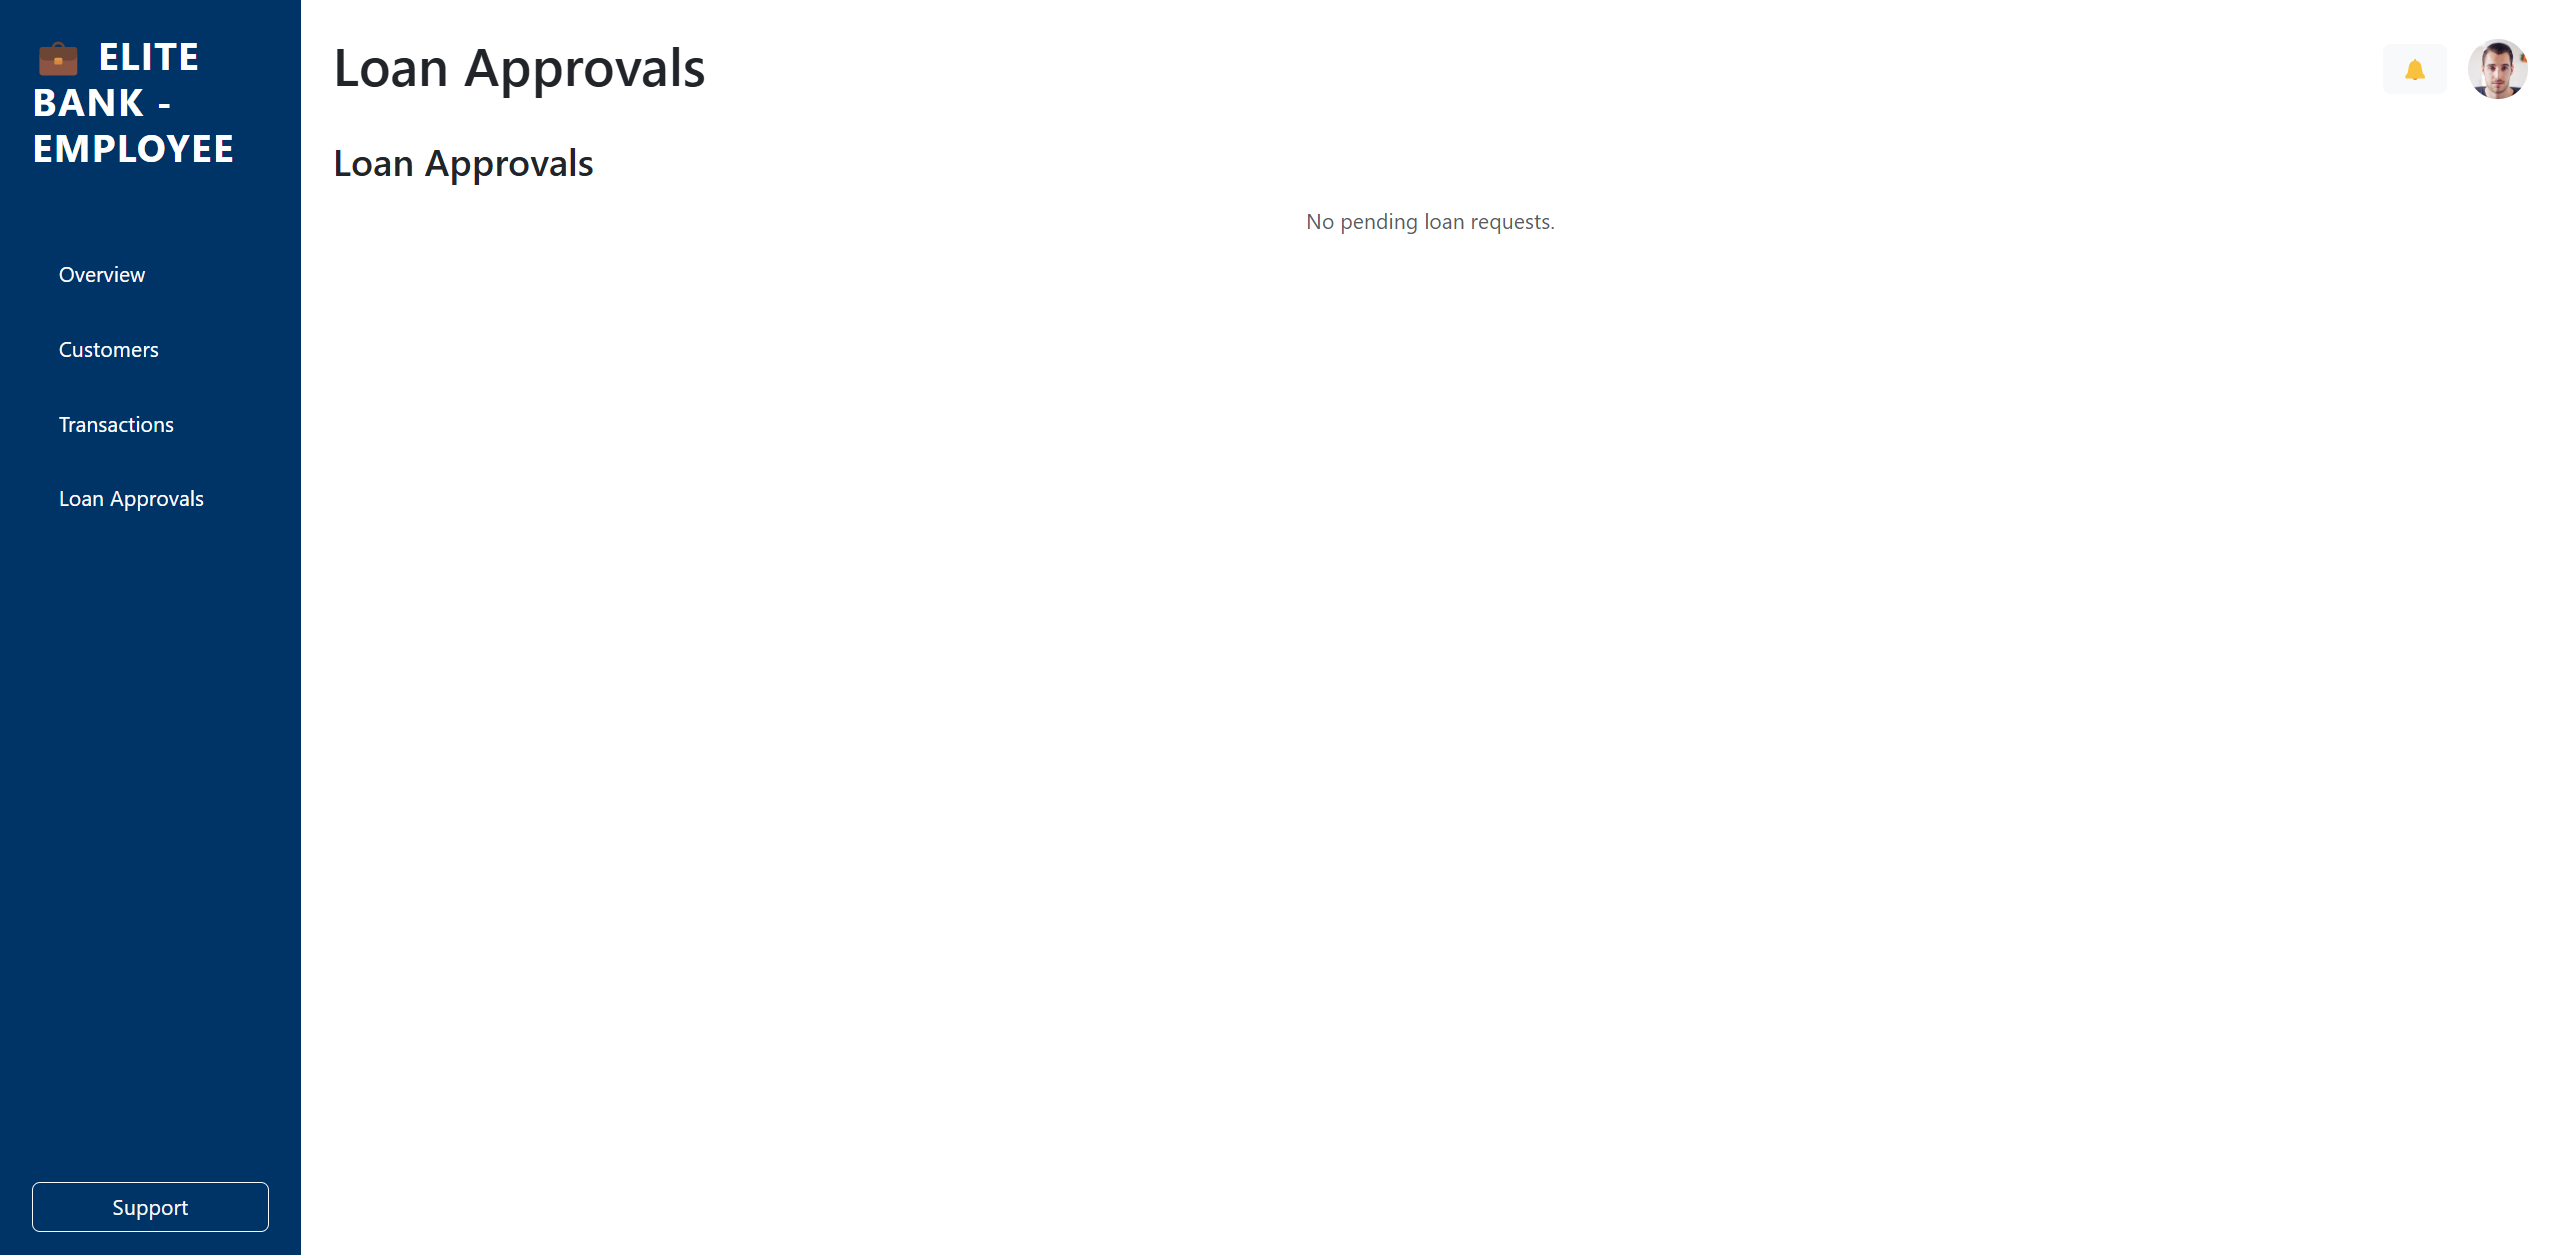 ELITE
BANK -
EMPLOYEE
Overview
Customers
Transactions
Loan Approvals
Support
Loan Approvals
Loan Approvals
No pending loan requests.